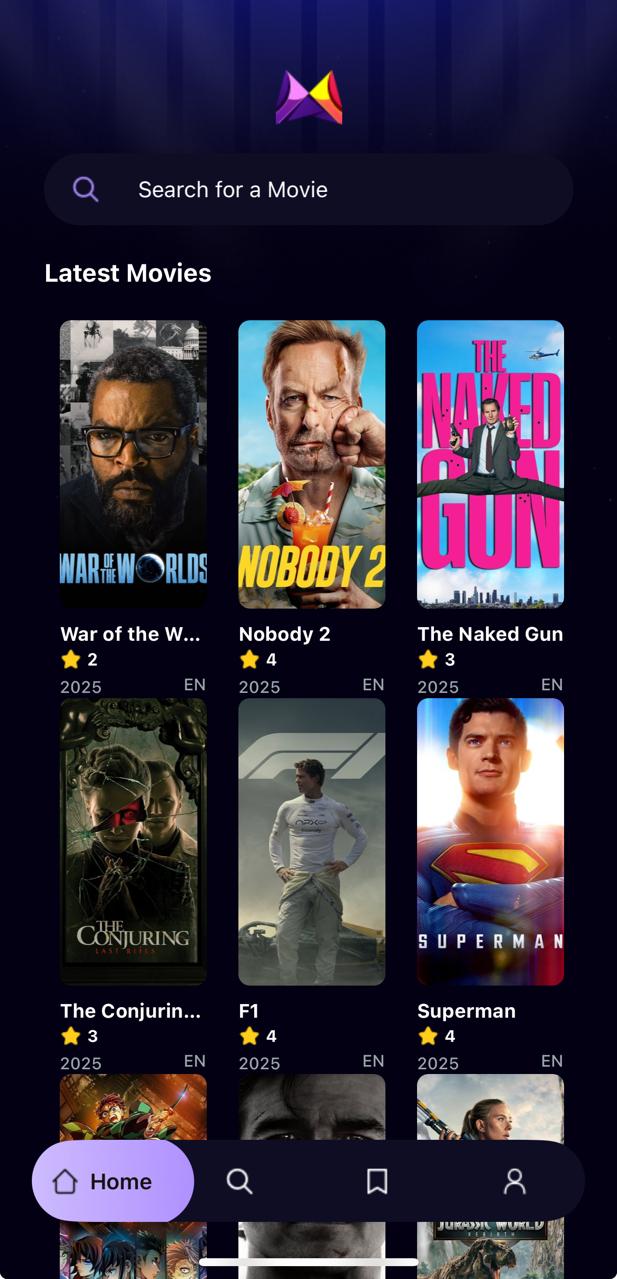 Search for a Movie
Latest Movies
WAR OF THE WORLDS
NOBODY 2
THE
NAKED
GUN
War of the W...
Nobody 2
The Naked Gun
2
4
3
2025
EN
2025
EN
2025
EN
THE
CONJURING
LAST RITES
SUPERMAN
The Conjurin...
F1
Superman
3
4
4
2025
EN
2025
EN
2025
EN
Home
JURASSIC WORLD
REBIRTH